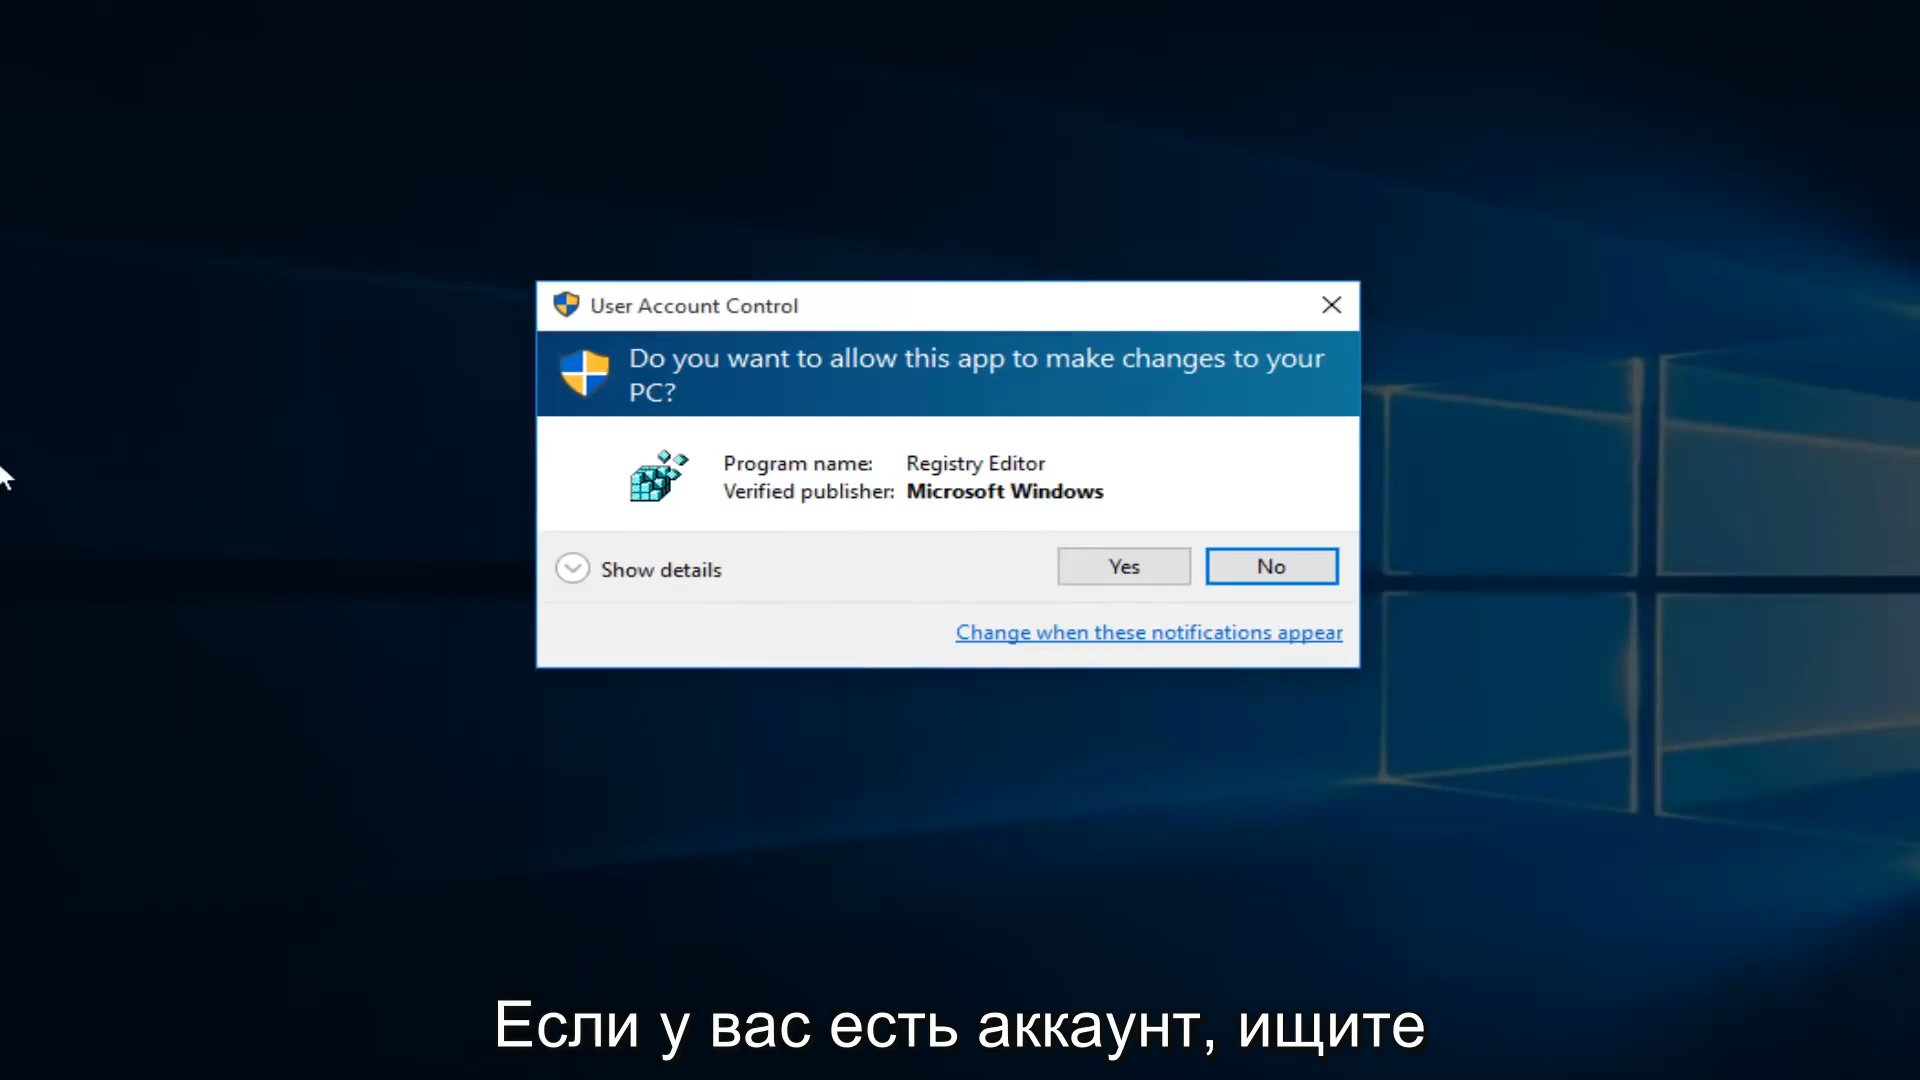 User Account Control
Do you want to allow this app to make changes to your
PC?
Program name: Registry Editor
Verified publisher: Microsoft Windows
Show details
Yes
No
Change when these notifications appear
Если у вас есть аккаунт, ищите